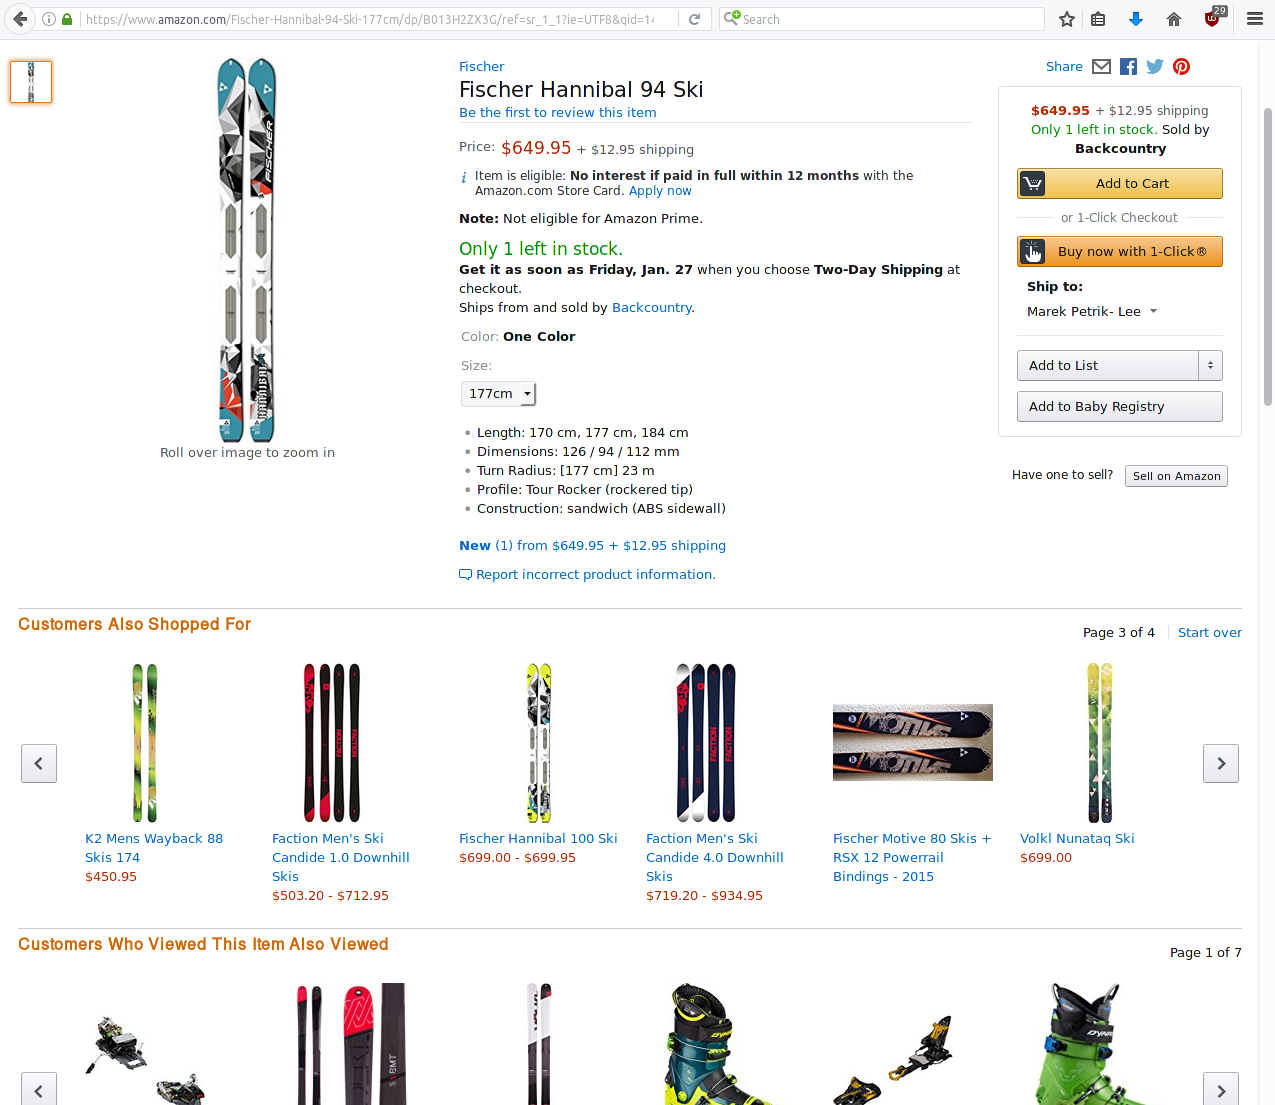 https://www.amazon.com/Fischer-Hannibal-94-Ski-177cm/dp/B013H2ZX3G/ref=sr_1_1?ie=UTF8&qid=14
Search
29
Fischer
Fischer Hannibal 94 Ski
Be the first to review this item
Price: $649.95 + $12.95 shipping
Item is eligible: No interest if paid in full within 12 months with the
Amazon.com Store Card. Apply now
Note: Not eligible for Amazon Prime.
Only 1 left in stock.
Get it as soon as Friday, Jan. 27 when you choose Two-Day Shipping at
checkout.
Ships from and sold by Backcountry.
Color: One Color
Size:
177cm
Length: 170 cm, 177 cm, 184 cm
Dimensions: 126 / 94 / 112 mm
Turn Radius: [177 cm] 23 m
Profile: Tour Rocker (rockered tip)
Construction: sandwich (ABS sidewall)
New (1) from $649.95 + $12.95 shipping
Report incorrect product information.
FISCHER
HANNIBAL 94
Roll over image to zoom in
Share
$649.95 + $12.95 shipping
Only 1 left in stock. Sold by
Backcountry
Add to Cart
or 1-Click Checkout
Buy now with 1-Click®
Ship to:
Marek Petrik- Lee
Add to List
Add to Baby Registry
Have one to sell? Sell on Amazon
Customers Also Shopped For
Page 3 of 4 Start over
FACTION
FACTION
FACTION
FACTION
K2 Mens Wayback 88
Skis 174
$450.95
Faction Men's Ski
Candide 1.0 Downhill
Skis
$503.20 - $712.95
Fischer Hannibal 100 Ski
$699.00 - $699.95
Faction Men's Ski
Candide 4.0 Downhill
Skis
$719.20 - $934.95
Fischer Motive 80 Skis +
RSX 12 Powerrail
Bindings - 2015
Volkl Nunataq Ski
$699.00
Customers Who Viewed This Item Also Viewed
Page 1 of 7
BMT